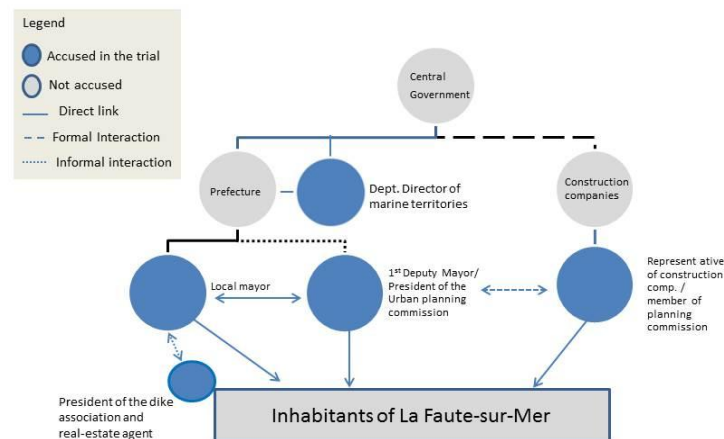 Legend
Accused in the trial
Not accused
Direct link
Formal Interaction
Informal interaction
Central
Government
Prefecture
Dept. Director of
marine territories
Construction
companies
Local mayor
1st Deputy Mayor/
President of the
Urban planning
commission
Represent ative
of construction
comp. /
member of
planning
commission
President of the dike
association and
real-estate agent
Inhabitants of La Faute-sur-Mer